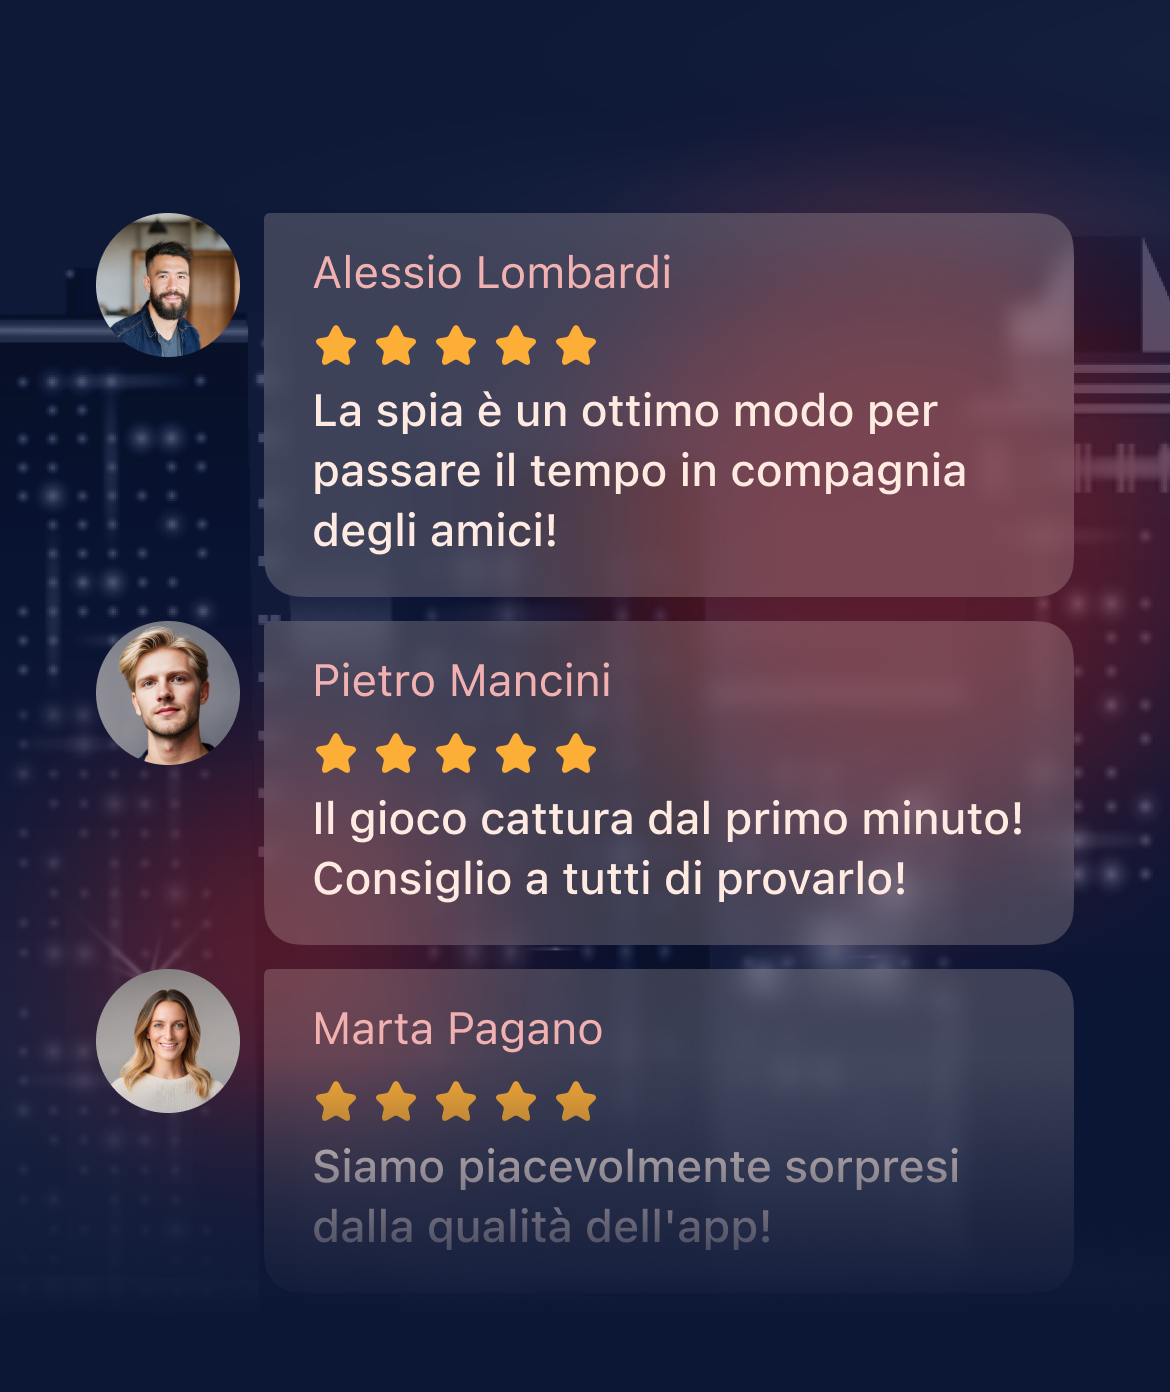 Alessio Lombardi
La spia è un ottimo modo per
passare il tempo in compagnia
degli amici!
Pietro Mancini
Il gioco cattura dal primo minuto!
Consiglio a tutti di provarlo!
Marta Pagano
Siamo piacevolmente sorpresi
dalla qualità dell'app!